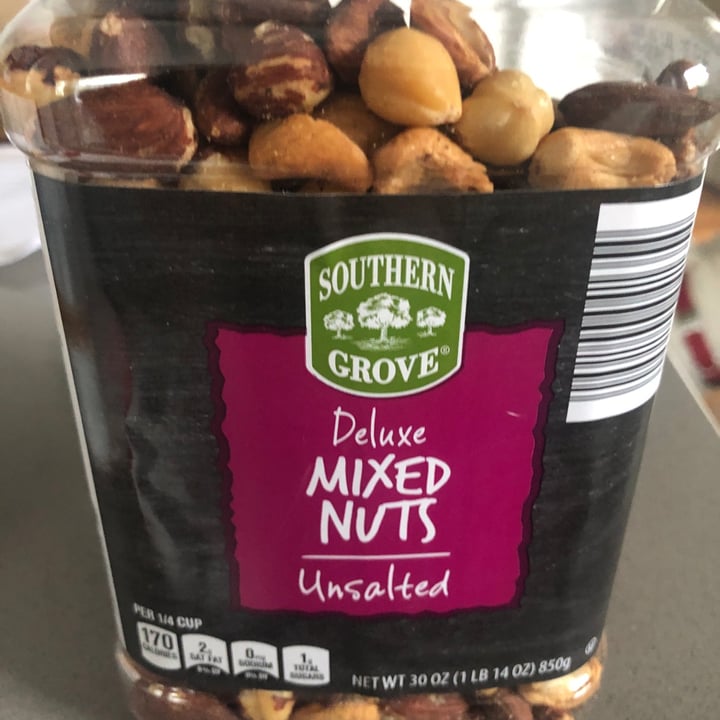 SOUTHERN
GROVE®
Deluxe
MIXED
NUTS
Unsalted
PER 1/4 CUP
170
CALORIES
2g
SAT FAT
0mg
SODIUM
1g
TOTAL
SUGARS
NET WT 30 OZ (1 LB 14 OZ) 850g